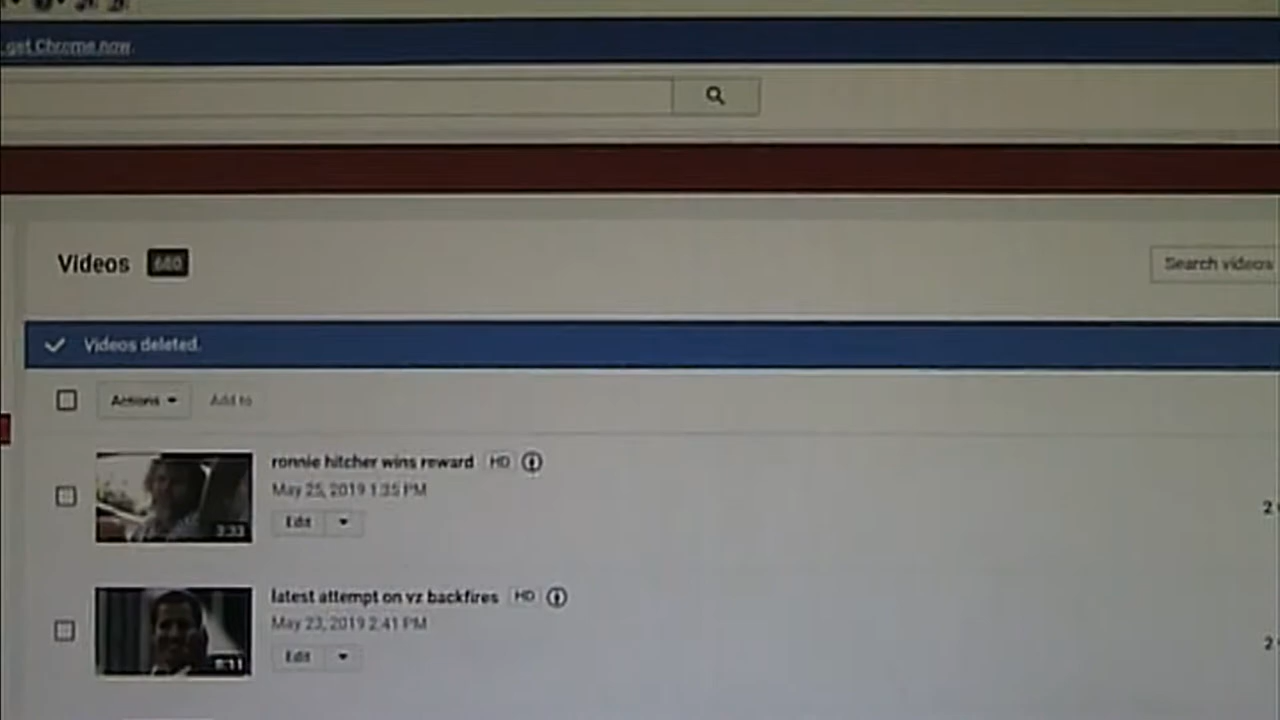 , get Chrome now.
Videos 680
Search videos
Videos deleted.
Actions
Add to
ronnie hitcher wins reward HD
May 25, 2019 1:35 PM
3:33
Edit
latest attempt on vz backfires HD
May 23, 2019 2:41 PM
Edit